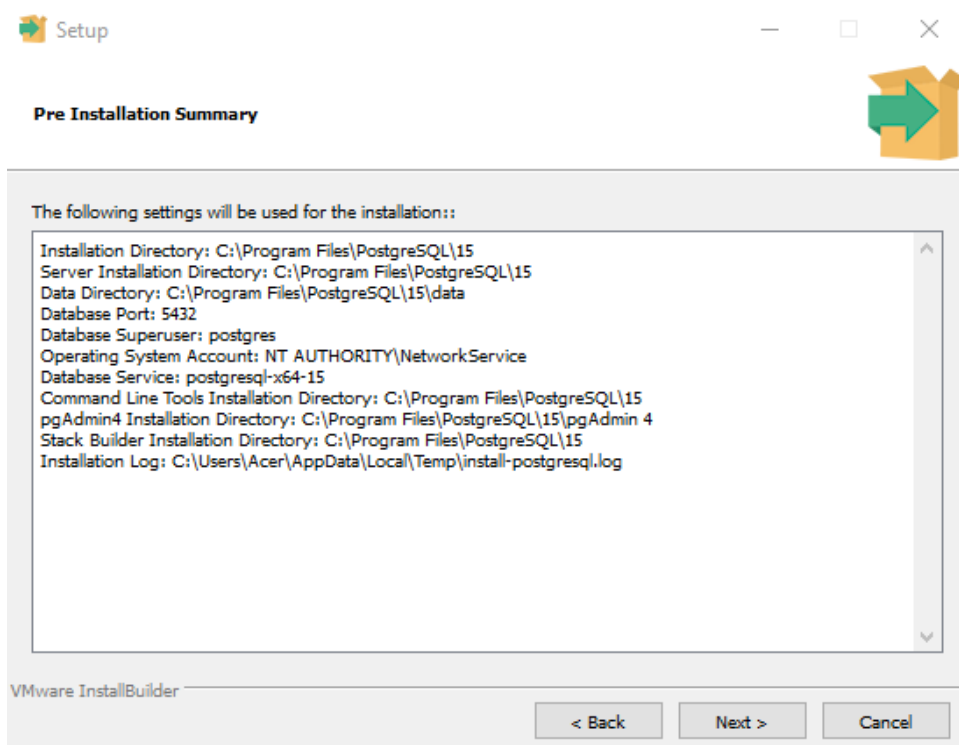 Setup
Pre Installation Summary
The following settings will be used for the installation::
Installation Directory: C:\Program Files\PostgreSQL\15
Server Installation Directory: C:\Program Files\PostgreSQL\15
Data Directory: C:\Program Files\PostgreSQL\15\data
Database Port: 5432
Database Superuser: postgres
Operating System Account: NT AUTHORITY\NetworkService
Database Service: postgresql-x64-15
Command Line Tools Installation Directory: C:\Program Files\PostgreSQL\15
pgAdmin4 Installation Directory: C:\Program Files\PostgreSQL\15\pgAdmin 4
Stack Builder Installation Directory: C:\Program Files\PostgreSQL\15
Installation Log: C:\Users\Acer\AppData\Local\Temp\install-postgresql.log
VMware InstallBuilder
< Back Next > Cancel